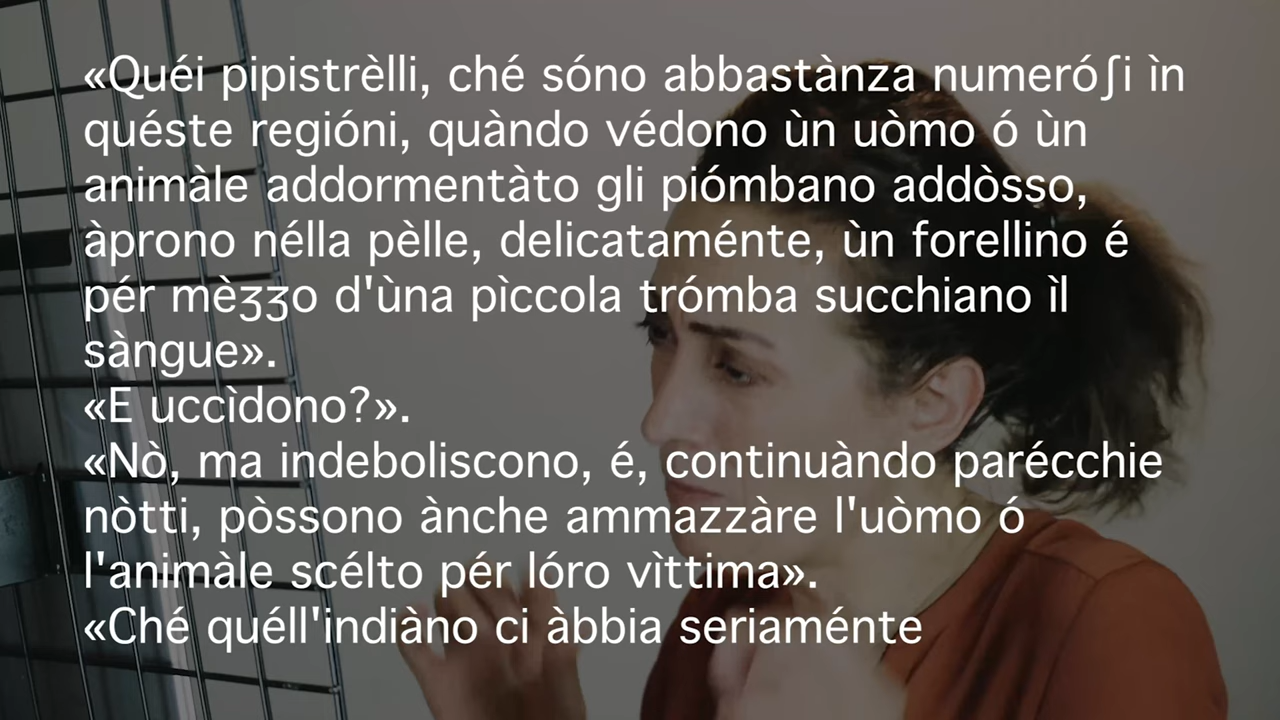 «Quéi pipistrèlli, ché sóno abbastànza numeróʃi ìn
quéste regióni, quàndo védono ùn uòmo ó ùn
animàle addormentàto gli piómbano addòsso,
àprono nélla pèlle, delicataménte, ùn forellino é
pér mèʒʒo d'ùna pìccola trómba succhiano ìl
sàngue».
«E uccìdono?».
«Nò, ma indeboliscono, é, continuàndo parécchie
nòtti, pòssono ànche ammazzàre l'uòmo ó
l'animàle scélto pér lóro vìttima».
«Ché quéll'indiàno ci àbbia seriaménte